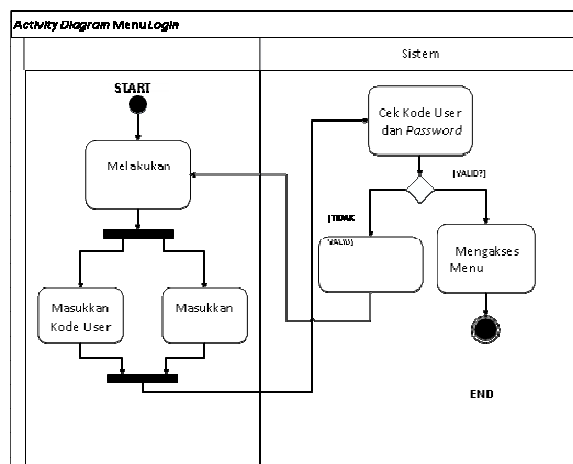 Activity Diagram Menu Login
Sistem
START
Melakukan
Masukkan
Kode User
Masukkan
Cek Kode User
dan Password
[VALID?]
[TIDAK
VALID]
Mengakses
Menu
END